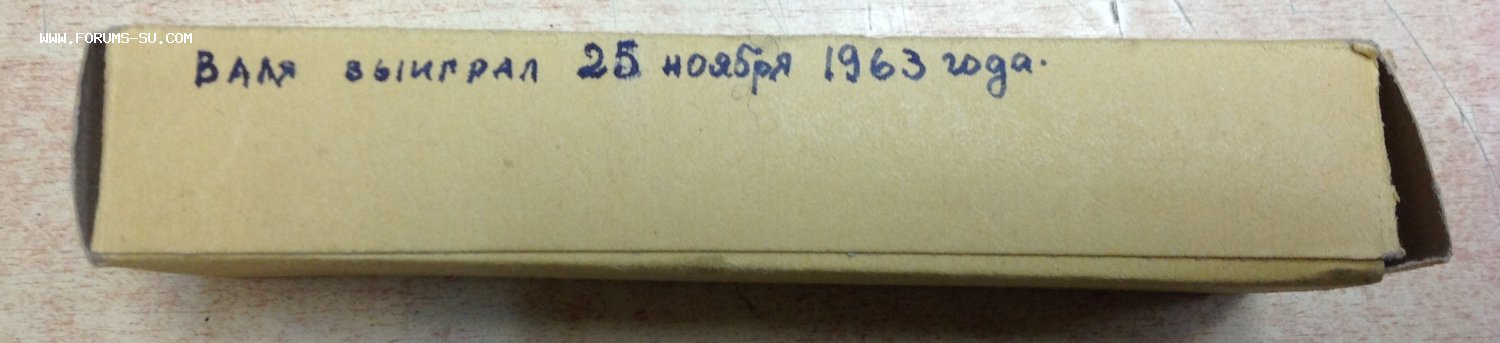 WWW.FORUMS-SU.COM
Валя выиграл 25 ноября 1963 года.